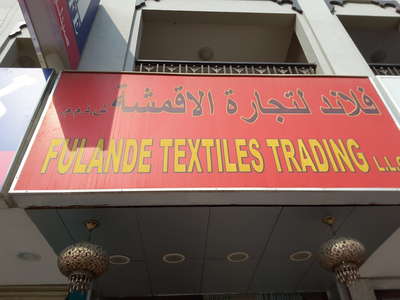 فلاند لتجارة الاقمشة ش.ذ.م.م
FULANDE TEXTILES TRADING L.L.C